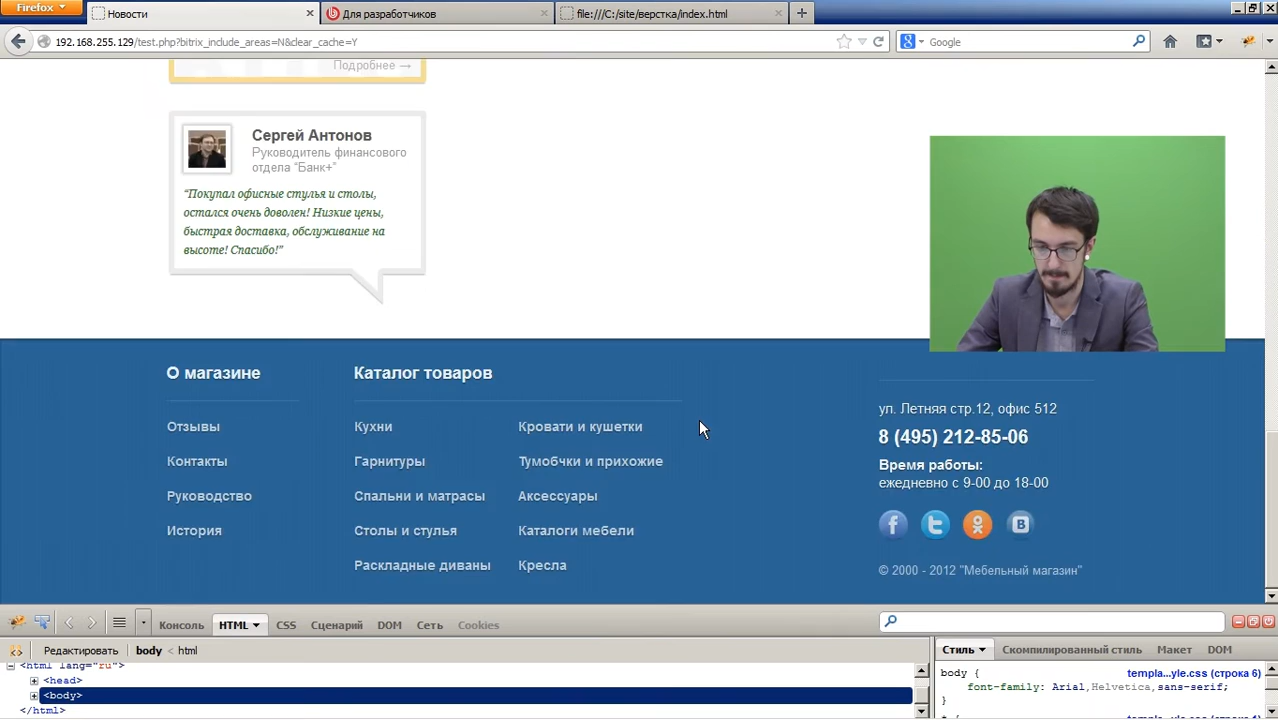 Firefox
Новости
Для разработчиков
file:///C:/site/верстка/index.html
192.168.255.129/test.php?bitrix_include_areas=N&clear_cache=Y
Google
Подробнее →
Сергей Антонов
Руководитель финансового
отдела “Банк+”
“Покупал офисные стулья и столы,
остался очень доволен! Низкие цены,
быстрая доставка, обслуживание на
высоте! Спасибо!”
О магазине
Отзывы
Контакты
Руководство
История
Каталог товаров
Кухни
Гарнитуры
Спальни и матрасы
Столы и стулья
Раскладные диваны
Кровати и кушетки
Тумобчки и прихожие
Аксессуары
Каталоги мебели
Кресла
ул. Летняя стр.12, офис 512
8 (495) 212-85-06
Время работы:
ежедневно с 9-00 до 18-00
© 2000 - 2012 "Мебельный магазин"
Консоль HTML CSS Сценарий DOM Сеть Cookies
Редактировать body < html
<html lang="ru">
<head>
<body>
</html>
Стиль Скомпилированный стиль Макет DOM
body { templa...yle.css (строка 6)
font-family: Arial,Helvetica,sans-serif;
}